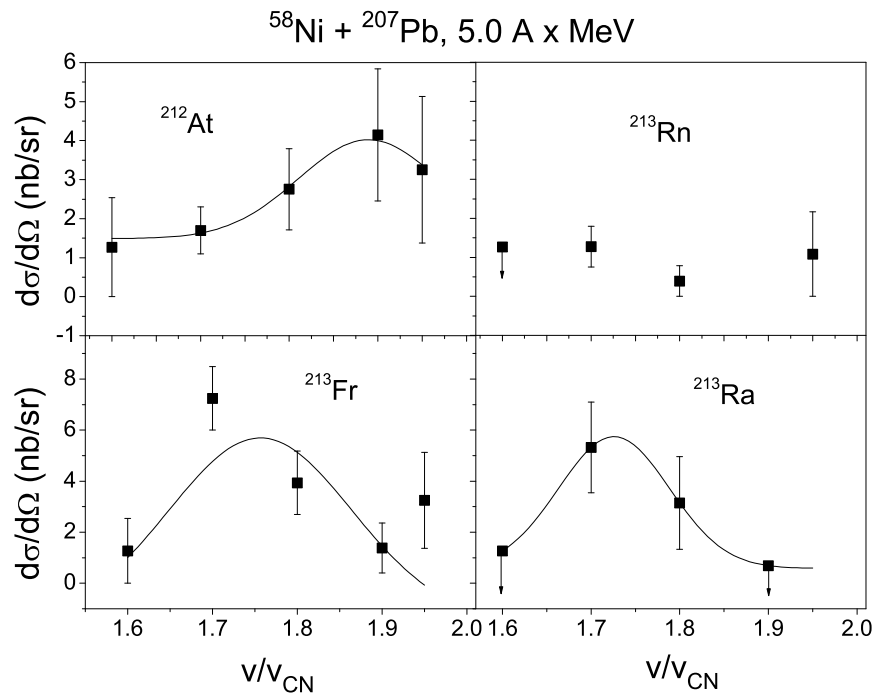 ⁵⁸Ni + ²⁰⁷Pb, 5.0 A x MeV
dσ/dΩ (nb/sr)
6
5
4
3
2
1
0
-1
²¹²At
²¹³Rn
dσ/dΩ (nb/sr)
8
6
4
2
0
²¹³Fr
²¹³Ra
1.6 1.7 1.8 1.9 2.0 1.6 1.7 1.8 1.9 2.0
v/v_CN v/v_CN